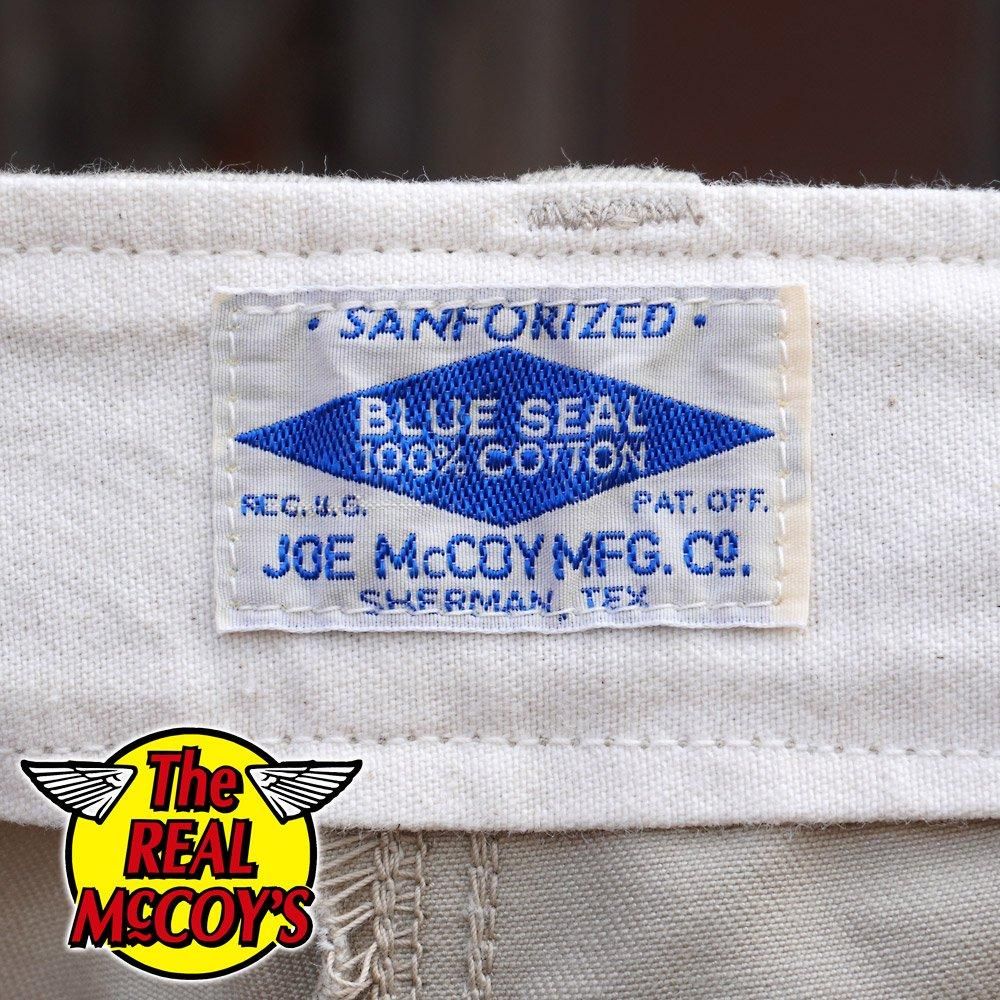 • SANFORIZED •
BLUE SEAL
100% COTTON
REG. U.S. PAT. OFF.
JOE McCOY MFG. Co.
SHERMAN, TEX
The
REAL
McCOY'S